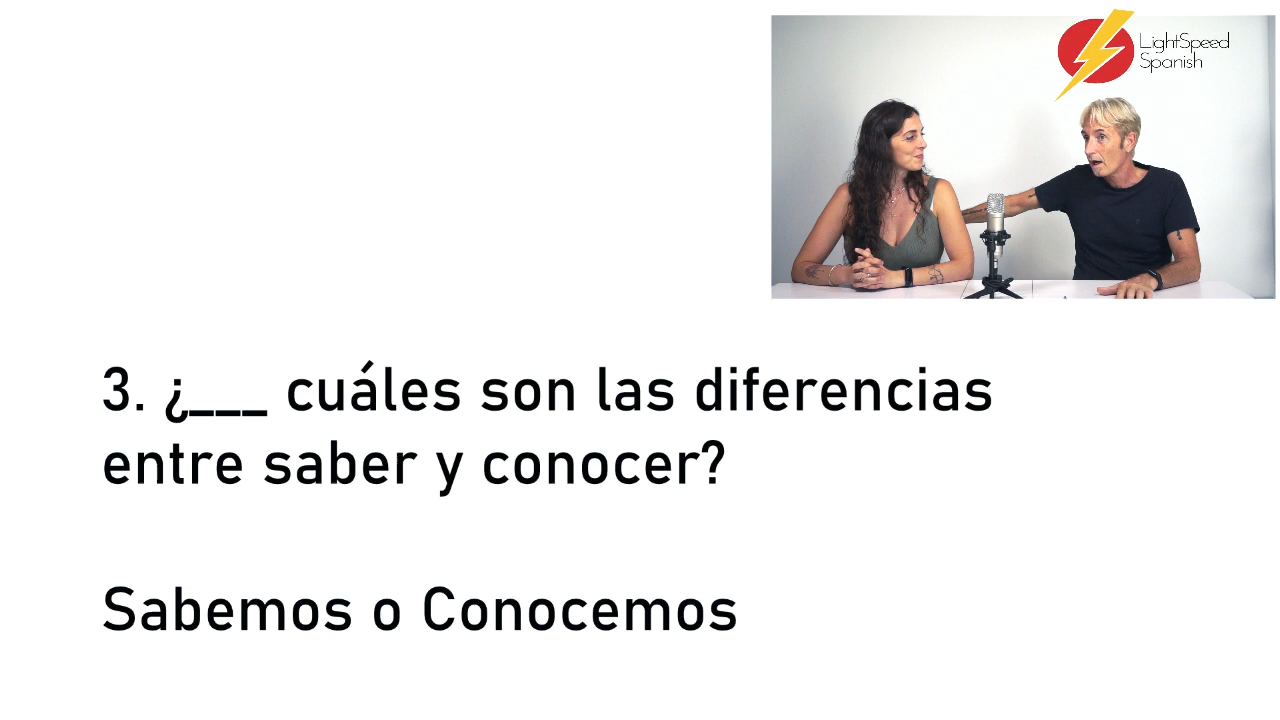 LightSpeed
Spanish
3. ¿___ cuáles son las diferencias
entre saber y conocer?
Sabemos o Conocemos